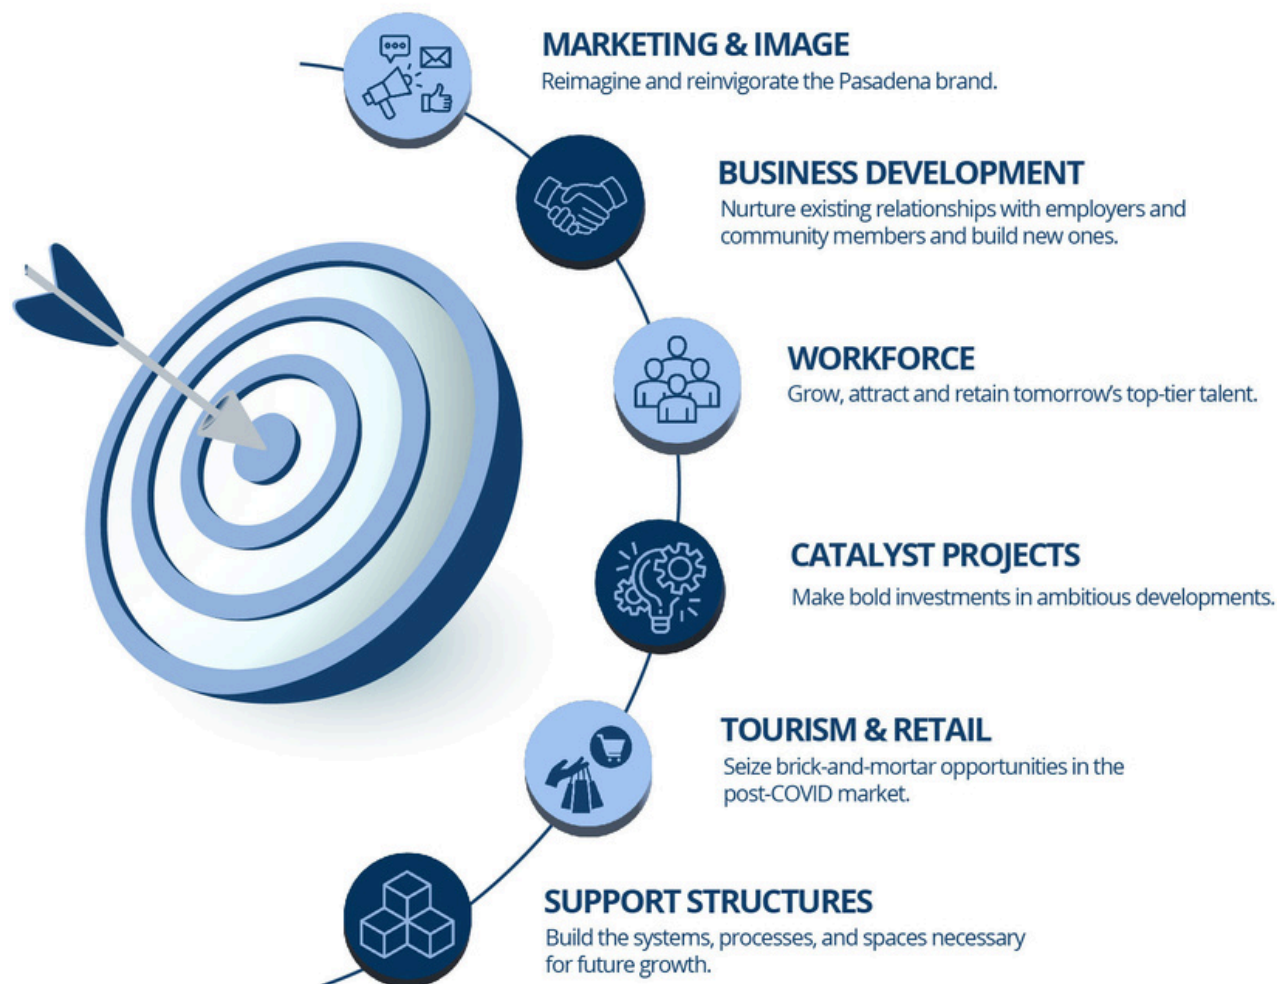 MARKETING & IMAGE
Reimagine and reinvigorate the Pasadena brand.
BUSINESS DEVELOPMENT
Nurture existing relationships with employers and
community members and build new ones.
WORKFORCE
Grow, attract and retain tomorrow’s top-tier talent.
CATALYST PROJECTS
Make bold investments in ambitious developments.
TOURISM & RETAIL
Seize brick-and-mortar opportunities in the
post-COVID market.
SUPPORT STRUCTURES
Build the systems, processes, and spaces necessary
for future growth.